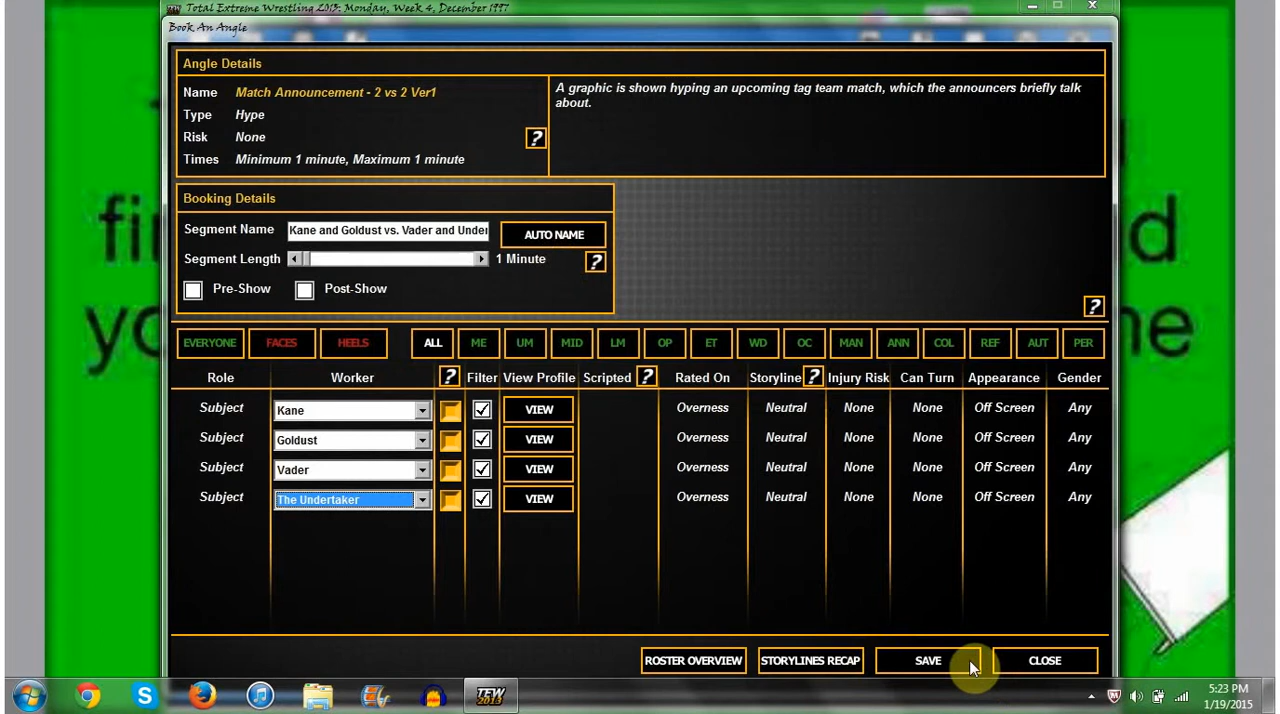 Total Extreme Wrestling 2013: Monday, Week 4, December 1997
Book An Angle
Angle Details
Name Match Announcement - 2 vs 2 Ver1
Type Hype
Risk None
?
Times Minimum 1 minute, Maximum 1 minute
A graphic is shown hyping an upcoming tag team match, which the announcers briefly talk
about.
Booking Details
Segment Name Kane and Goldust vs. Vader and Under AUTO NAME
Segment Length 1 Minute ?
Pre-Show Post-Show
?
EVERYONE FACES HEELS ALL ME UM MID LM OP ET WD OC MAN ANN COL REF AUT PER
Role Worker ? Filter View Profile Scripted ? Rated On Storyline ? Injury Risk Can Turn Appearance Gender
Subject Kane VIEW Overness Neutral None None Off Screen Any
Subject Goldust VIEW Overness Neutral None None Off Screen Any
Subject Vader VIEW Overness Neutral None None Off Screen Any
Subject The Undertaker VIEW Overness Neutral None None Off Screen Any
ROSTER OVERVIEW STORYLINES RECAP SAVE CLOSE
TEW 2013
5:23 PM
1/19/2015